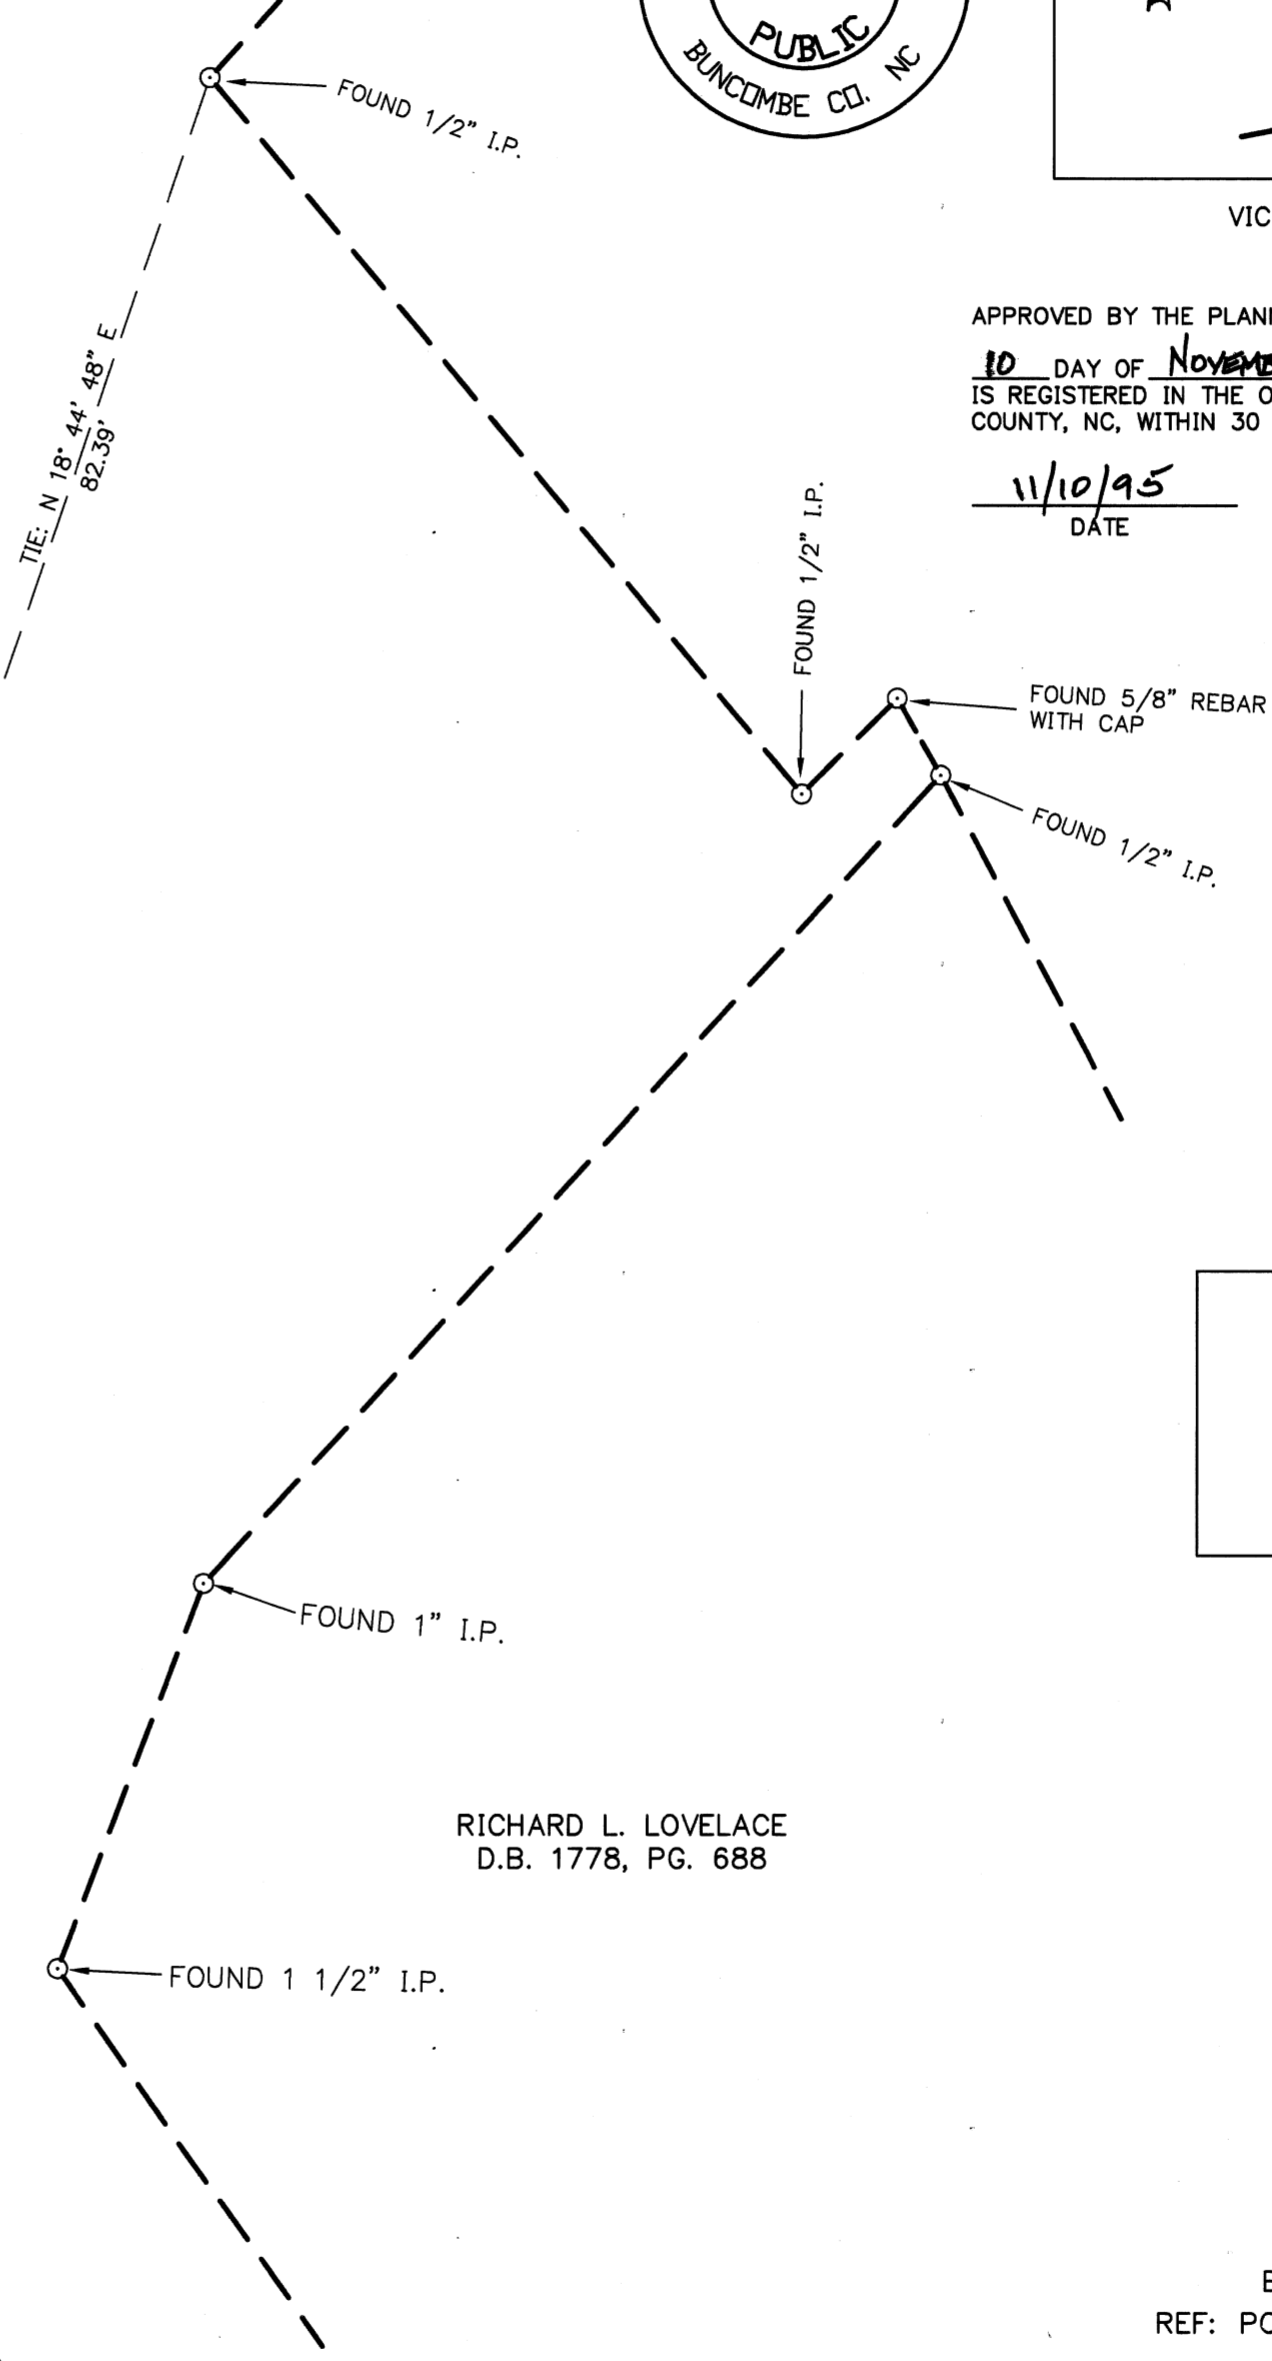 PUBLIC
BUNCOMBE CO. NC
FOUND 1/2" I.P.
VIC
TIE: N 18° 44' 48" E
82.39'
APPROVED BY THE PLAN
10 DAY OF NOVEMB
IS REGISTERED IN THE O
COUNTY, NC, WITHIN 30
11/10/95
DATE
FOUND 1/2" I.P.
FOUND 5/8" REBAR
WITH CAP
FOUND 1/2" I.P.
FOUND 1" I.P.
RICHARD L. LOVELACE
D.B. 1778, PG. 688
FOUND 1 1/2" I.P.
REF: